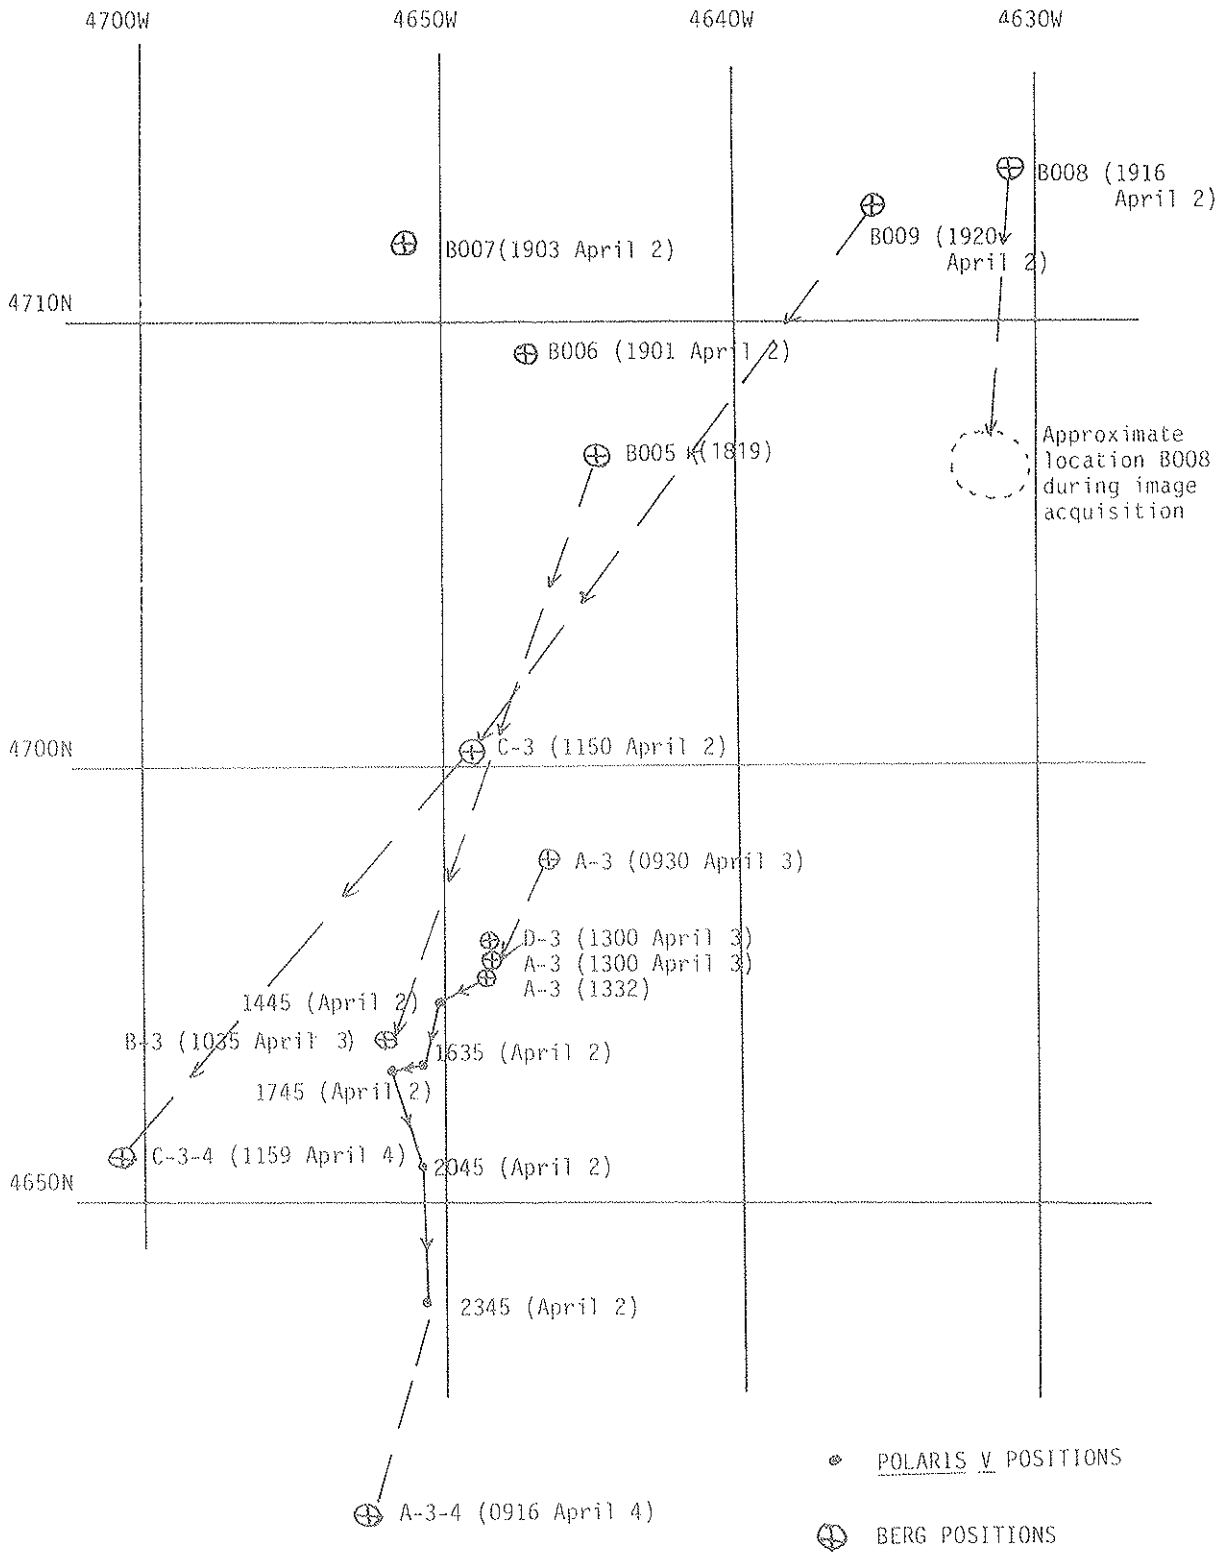 4700W 4650W 4640W 4630W
B008 (1916
April 2)
B009 (1920
April 2)
B007(1903 April 2)
4710N
B006 (1901 April 2)
B005 (1819)
Approximate
location B008
during image
acquisition
4700N
C-3 (1150 April 2)
A-3 (0930 April 3)
D-3 (1300 April 3)
A-3 (1300 April 3)
A-3 (1332)
1445 (April 2)
B-3 (1035 April 3)
1635 (April 2)
1745 (April 2)
C-3-4 (1159 April 4)
2045 (April 2)
4650N
2345 (April 2)
POLARIS V POSITIONS
A-3-4 (0916 April 4)
BERG POSITIONS